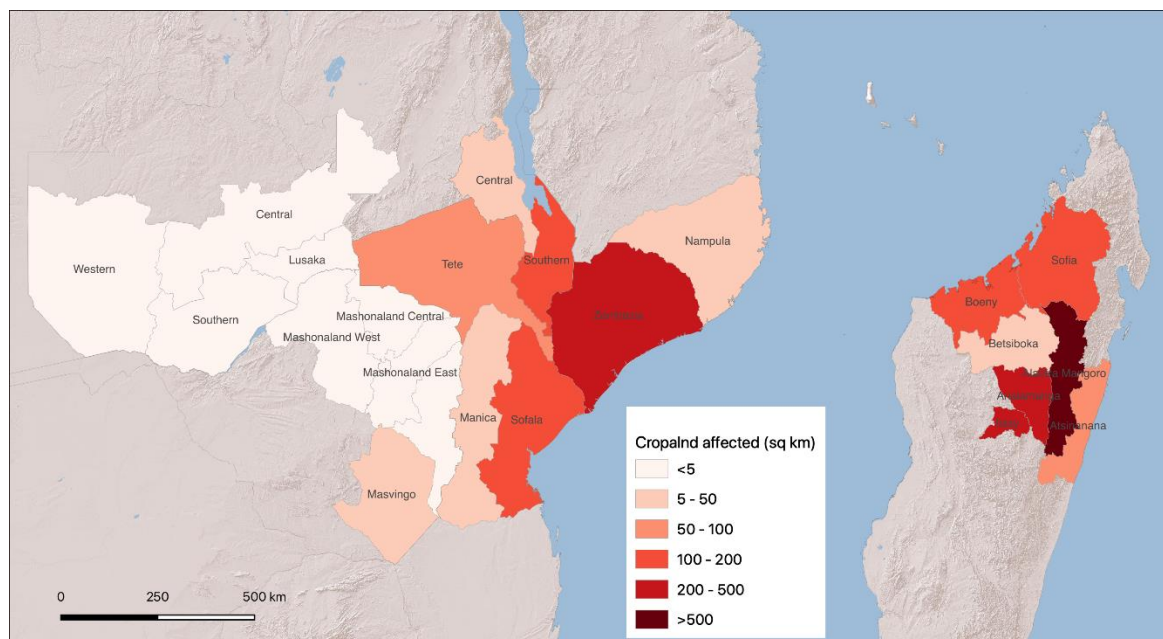 Central
Nampula
Central
Sofia
Western
Lusaka
Tete
Southern
Boeny
Southern
Mashonaland Central
Zambezia
Mashonaland West
Betsiboka
Mashonaland East
Mangoro
Manica
Sofala
Atsinanana
Masvingo
Cropalnd affected (sq km)
<5
5 - 50
50 - 100
100 - 200
200 - 500
>500
0 250 500 km